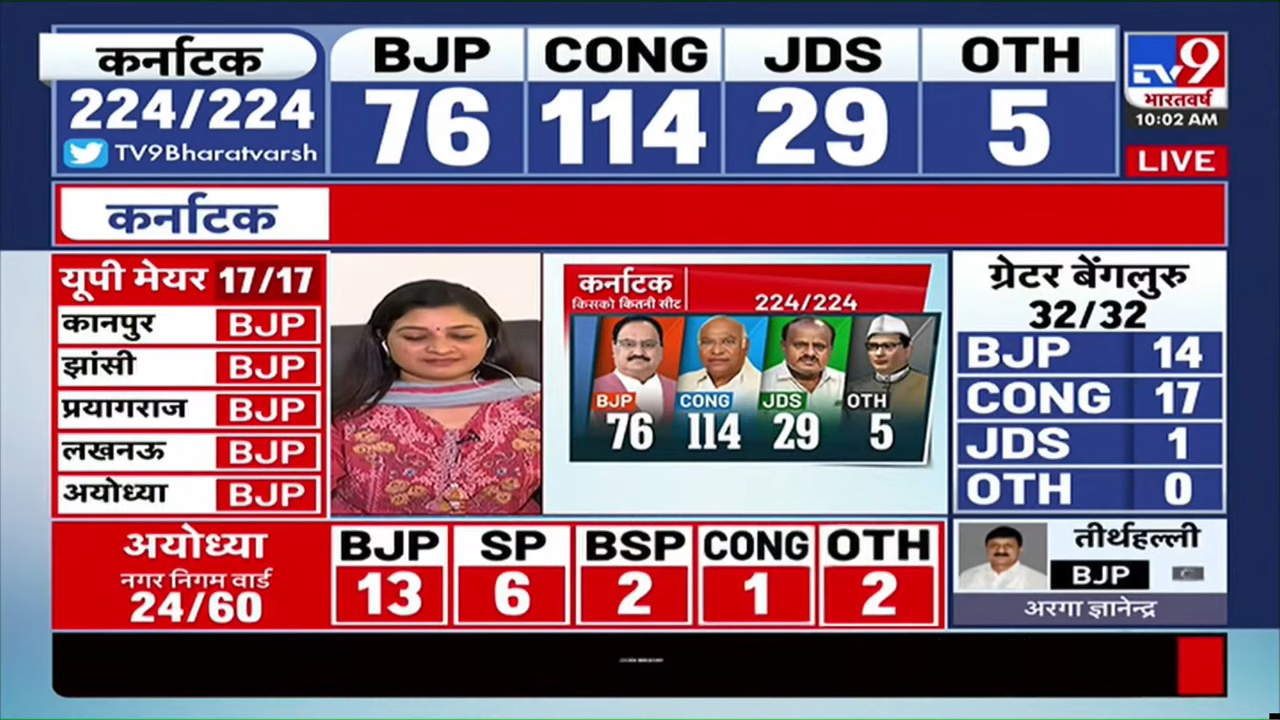 कर्नाटक
224/224
TV9Bharatvarsh
BJP
76
CONG
114
JDS
29
OTH
5
TV9
भारतवर्ष
10:02 AM
LIVE
कर्नाटक
यूपी मेयर 17/17
कानपुर BJP
झांसी BJP
प्रयागराज BJP
लखनऊ BJP
अयोध्या BJP
कर्नाटक
किसको कितनी सीट
224/224
BJP
76
CONG
114
JDS
29
OTH
5
ग्रेटर बेंगलुरु
32/32
BJP 14
CONG 17
JDS 1
OTH 0
अयोध्या
नगर निगम वार्ड
24/60
BJP
13
SP
6
BSP
2
CONG
1
OTH
2
तीर्थहल्ली
BJP
अरगा ज्ञानेन्द्र